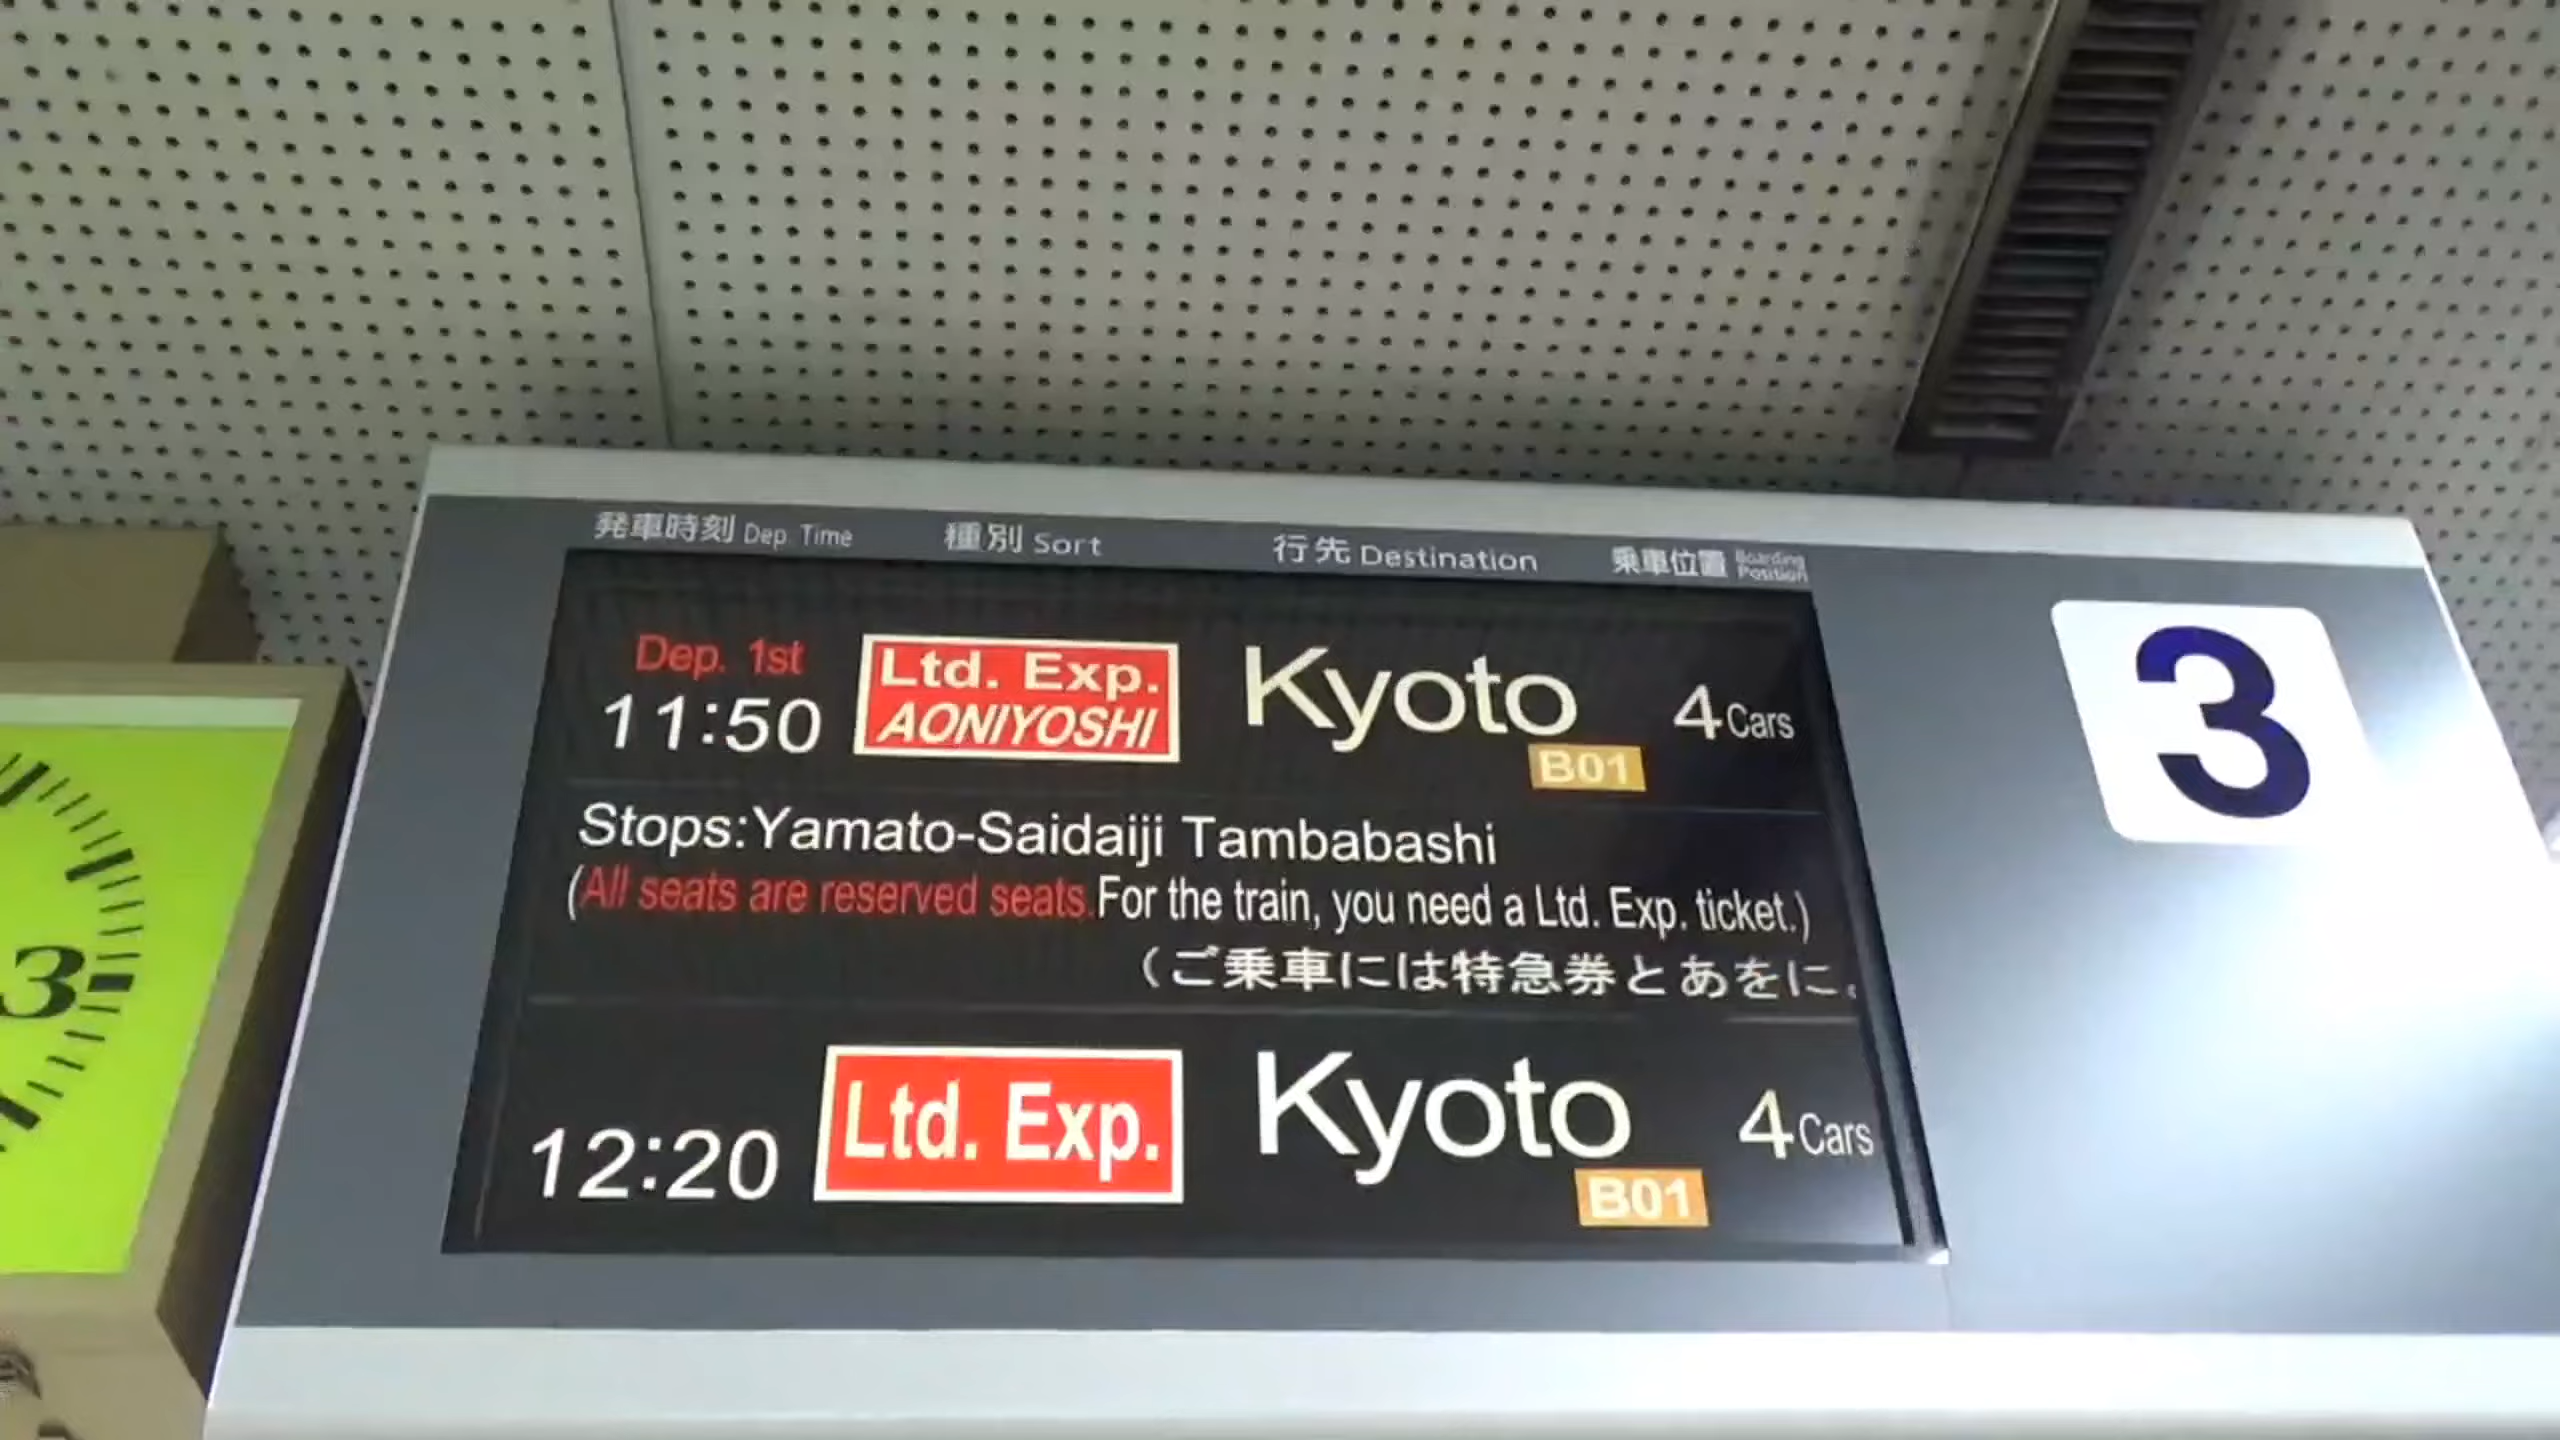 発車時刻 Dep. Time 種別 Sort 行先 Destination 乗車位置 Boarding Position
3
Dep. 1st
11:50 Ltd. Exp. AONIYOSHI Kyoto B01 4 Cars
Stops:Yamato-Saidaiji Tambabashi
(All seats are reserved seats.For the train, you need a Ltd. Exp. ticket.)
（ご乗車には特急券とあをに
12:20 Ltd. Exp. Kyoto B01 4 Cars
3